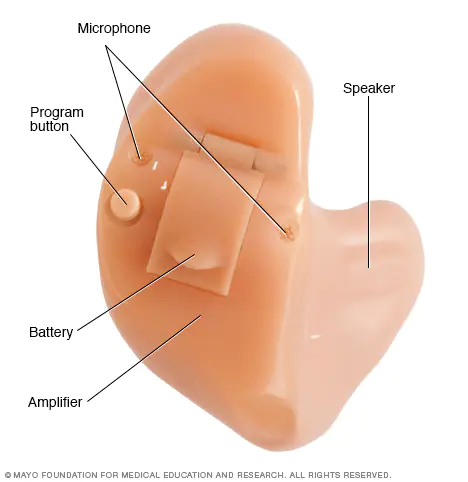 Microphone
Speaker
Program
button
Battery
Amplifier
© MAYO FOUNDATION FOR MEDICAL EDUCATION AND RESEARCH. ALL RIGHTS RESERVED.